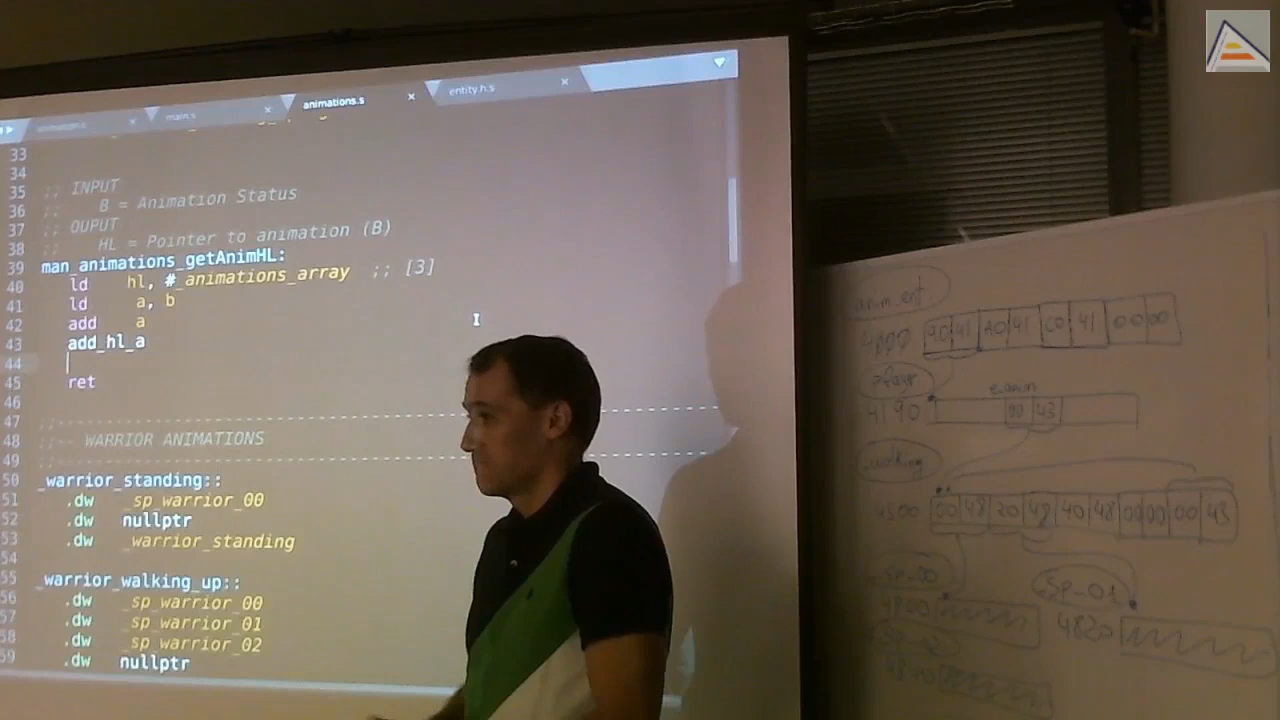 main.s
animations.s
entity.h.s
33
34
35 ;; INPUT
36 ;; B = Animation Status
37 ;; OUPUT
38 ;; HL = Pointer to animation (B)
39 man_animations_getAnimHL:
40 ld hl, #_animations_array ;; [3]
41 ld a, b
42 add a
43 add_hl_a
44
45 ret
46
47 ;;-----------------------------------------------
48 ;;-- WARRIOR ANIMATIONS
49 ;;-----------------------------------------------
50 _warrior_standing::
51 .dw _sp_warrior_00
52 .dw nullptr
53 .dw _warrior_standing
54
55 _warrior_walking_up::
56 .dw _sp_warrior_00
57 .dw _sp_warrior_01
58 .dw _sp_warrior_02
59 .dw nullptr
anim_ent
90 41 A0 41 C0 41 00 00
4190
00 43
walking
4300
00 48 20 48 40 48 00 00 00 43
SP_00
SP_01
4800
4820